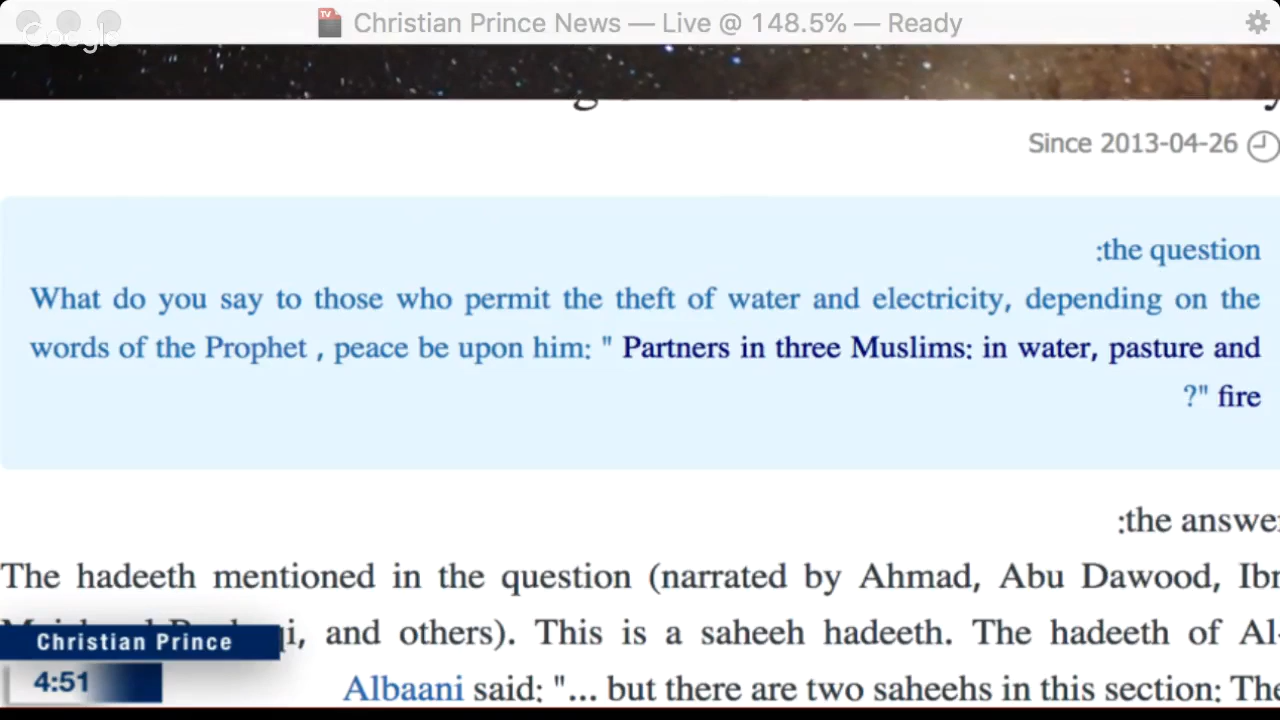 Google
Christian Prince News — Live @ 148.5% — Ready
Since 2013-04-26
:the question
What do you say to those who permit the theft of water and electricity, depending on the
words of the Prophet , peace be upon him: " Partners in three Muslims: in water, pasture and
?" fire
:the answer
The hadeeth mentioned in the question (narrated by Ahmad, Abu Dawood, Ibn
and others). This is a saheeh hadeeth. The hadeeth of Al-
Christian Prince
4:51
Albaani said: "... but there are two saheehs in this section: The